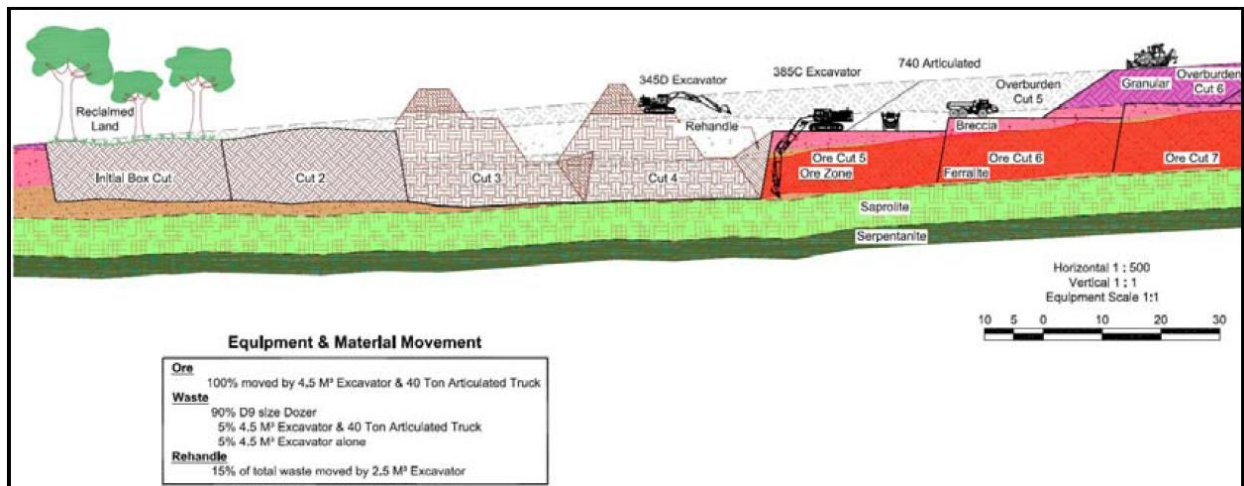 345D Excavator
385C Excavator
740 Articulated
Reclaimed
Land
Rehandle
Overburden
Cut 5
Granular
Overburden
Cut 6
Breccia
Initial Box Cut
Cut 2
Cut 3
Cut 4
Ore Cut 5
Ore Zone
Ore Cut 6
Ferralite
Ore Cut 7
Saprolite
Serpentanite
Horizontal 1 : 500
Vertical 1 : 1
Equipment Scale 1:1
10 5 0 10 20 30
Equipment & Material Movement
Ore
100% moved by 4.5 M³ Excavator & 40 Ton Articulated Truck
Waste
90% D9 size Dozer
5% 4.5 M³ Excavator & 40 Ton Articulated Truck
5% 4.5 M³ Excavator alone
Rehandle
15% of total waste moved by 2.5 M³ Excavator